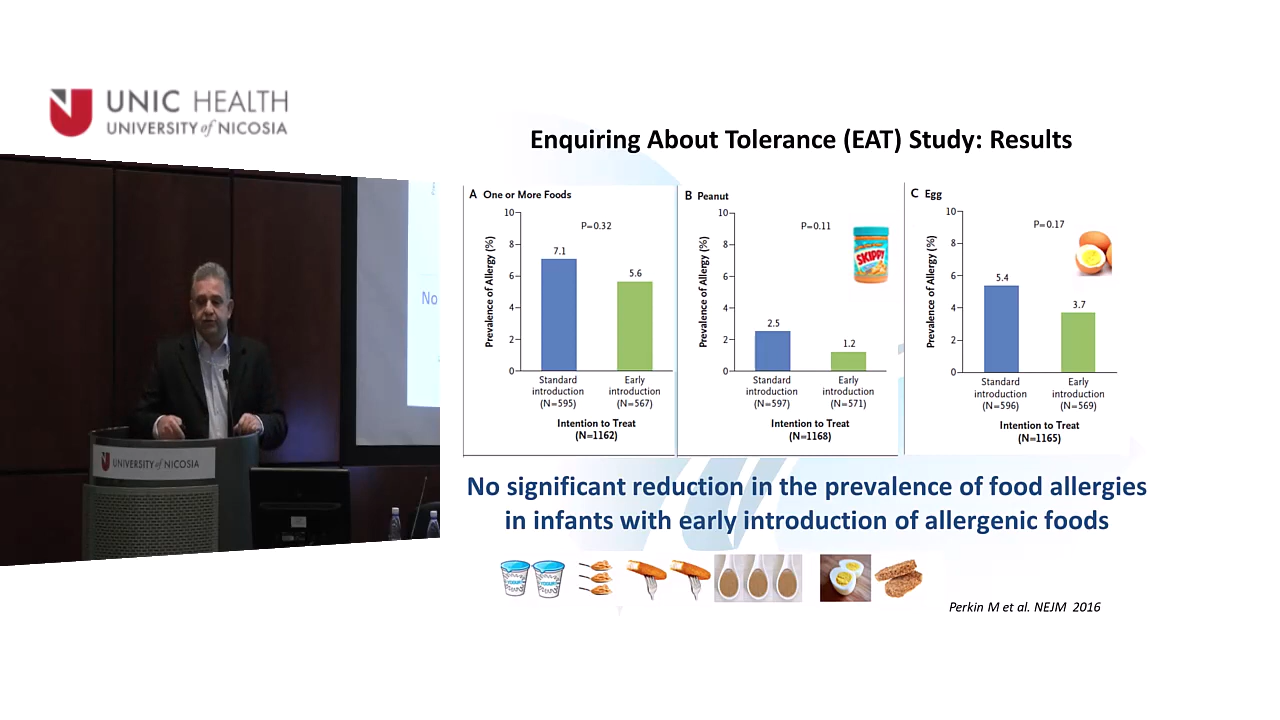 UNIC HEALTH
UNIVERSITY of NICOSIA
Enquiring About Tolerance (EAT) Study: Results
A One or More Foods
Prevalence of Allergy (%)
10
8
6
4
2
0
P=0.32
7.1
5.6
Standard introduction (N=595)
Early introduction (N=567)
Intention to Treat
(N=1162)
B Peanut
Prevalence of Allergy (%)
10
8
6
4
2
0
P=0.11
SKIPPY
2.5
1.2
Standard introduction (N=597)
Early introduction (N=571)
Intention to Treat
(N=1168)
C Egg
Prevalence of Allergy (%)
10
8
6
4
2
0
P=0.17
5.4
3.7
Standard introduction (N=596)
Early introduction (N=569)
Intention to Treat
(N=1165)
No significant reduction in the prevalence of food allergies
in infants with early introduction of allergenic foods
Perkin M et al. NEJM 2016
No
UNIVERSITY of NICOSIA